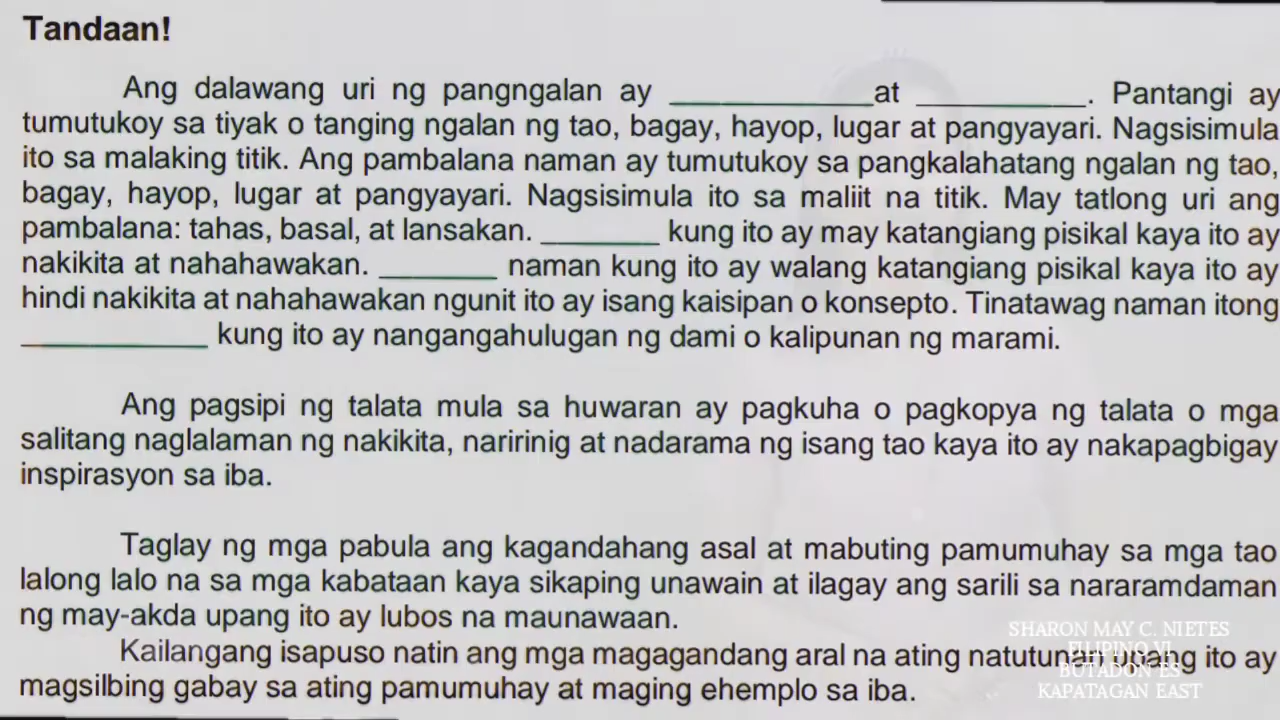 Tandaan!
Ang dalawang uri ng pangngalan ay ____________at __________. Pantangi ay
tumutukoy sa tiyak o tanging ngalan ng tao, bagay, hayop, lugar at pangyayari. Nagsisimula
ito sa malaking titik. Ang pambalana naman ay tumutukoy sa pangkalahatang ngalan ng tao,
bagay, hayop, lugar at pangyayari. Nagsisimula ito sa maliit na titik. May tatlong uri ang
pambalana: tahas, basal, at lansakan. _______ kung ito ay may katangiang pisikal kaya ito ay
nakikita at nahahawakan. _______ naman kung ito ay walang katangiang pisikal kaya ito ay
hindi nakikita at nahahawakan ngunit ito ay isang kaisipan o konsepto. Tinatawag naman itong
___________ kung ito ay nangangahulugan ng dami o kalipunan ng marami.
Ang pagsipi ng talata mula sa huwaran ay pagkuha o pagkopya ng talata o mga
salitang naglalaman ng nakikita, naririnig at nadarama ng isang tao kaya ito ay nakapagbigay
inspirasyon sa iba.
Taglay ng mga pabula ang kagandahang asal at mabuting pamumuhay sa mga tao
lalong lalo na sa mga kabataan kaya sikaping unawain at ilagay ang sarili sa nararamdaman
ng may-akda upang ito ay lubos na maunawaan.
Kailangang isapuso natin ang mga magagandang aral na ating natutunan upang ito ay
magsilbing gabay sa ating pamumuhay at maging ehemplo sa iba.
SHARON MAY C. NIETES
FILIPINO VI
BUTADON ES
KAPATAGAN EAST